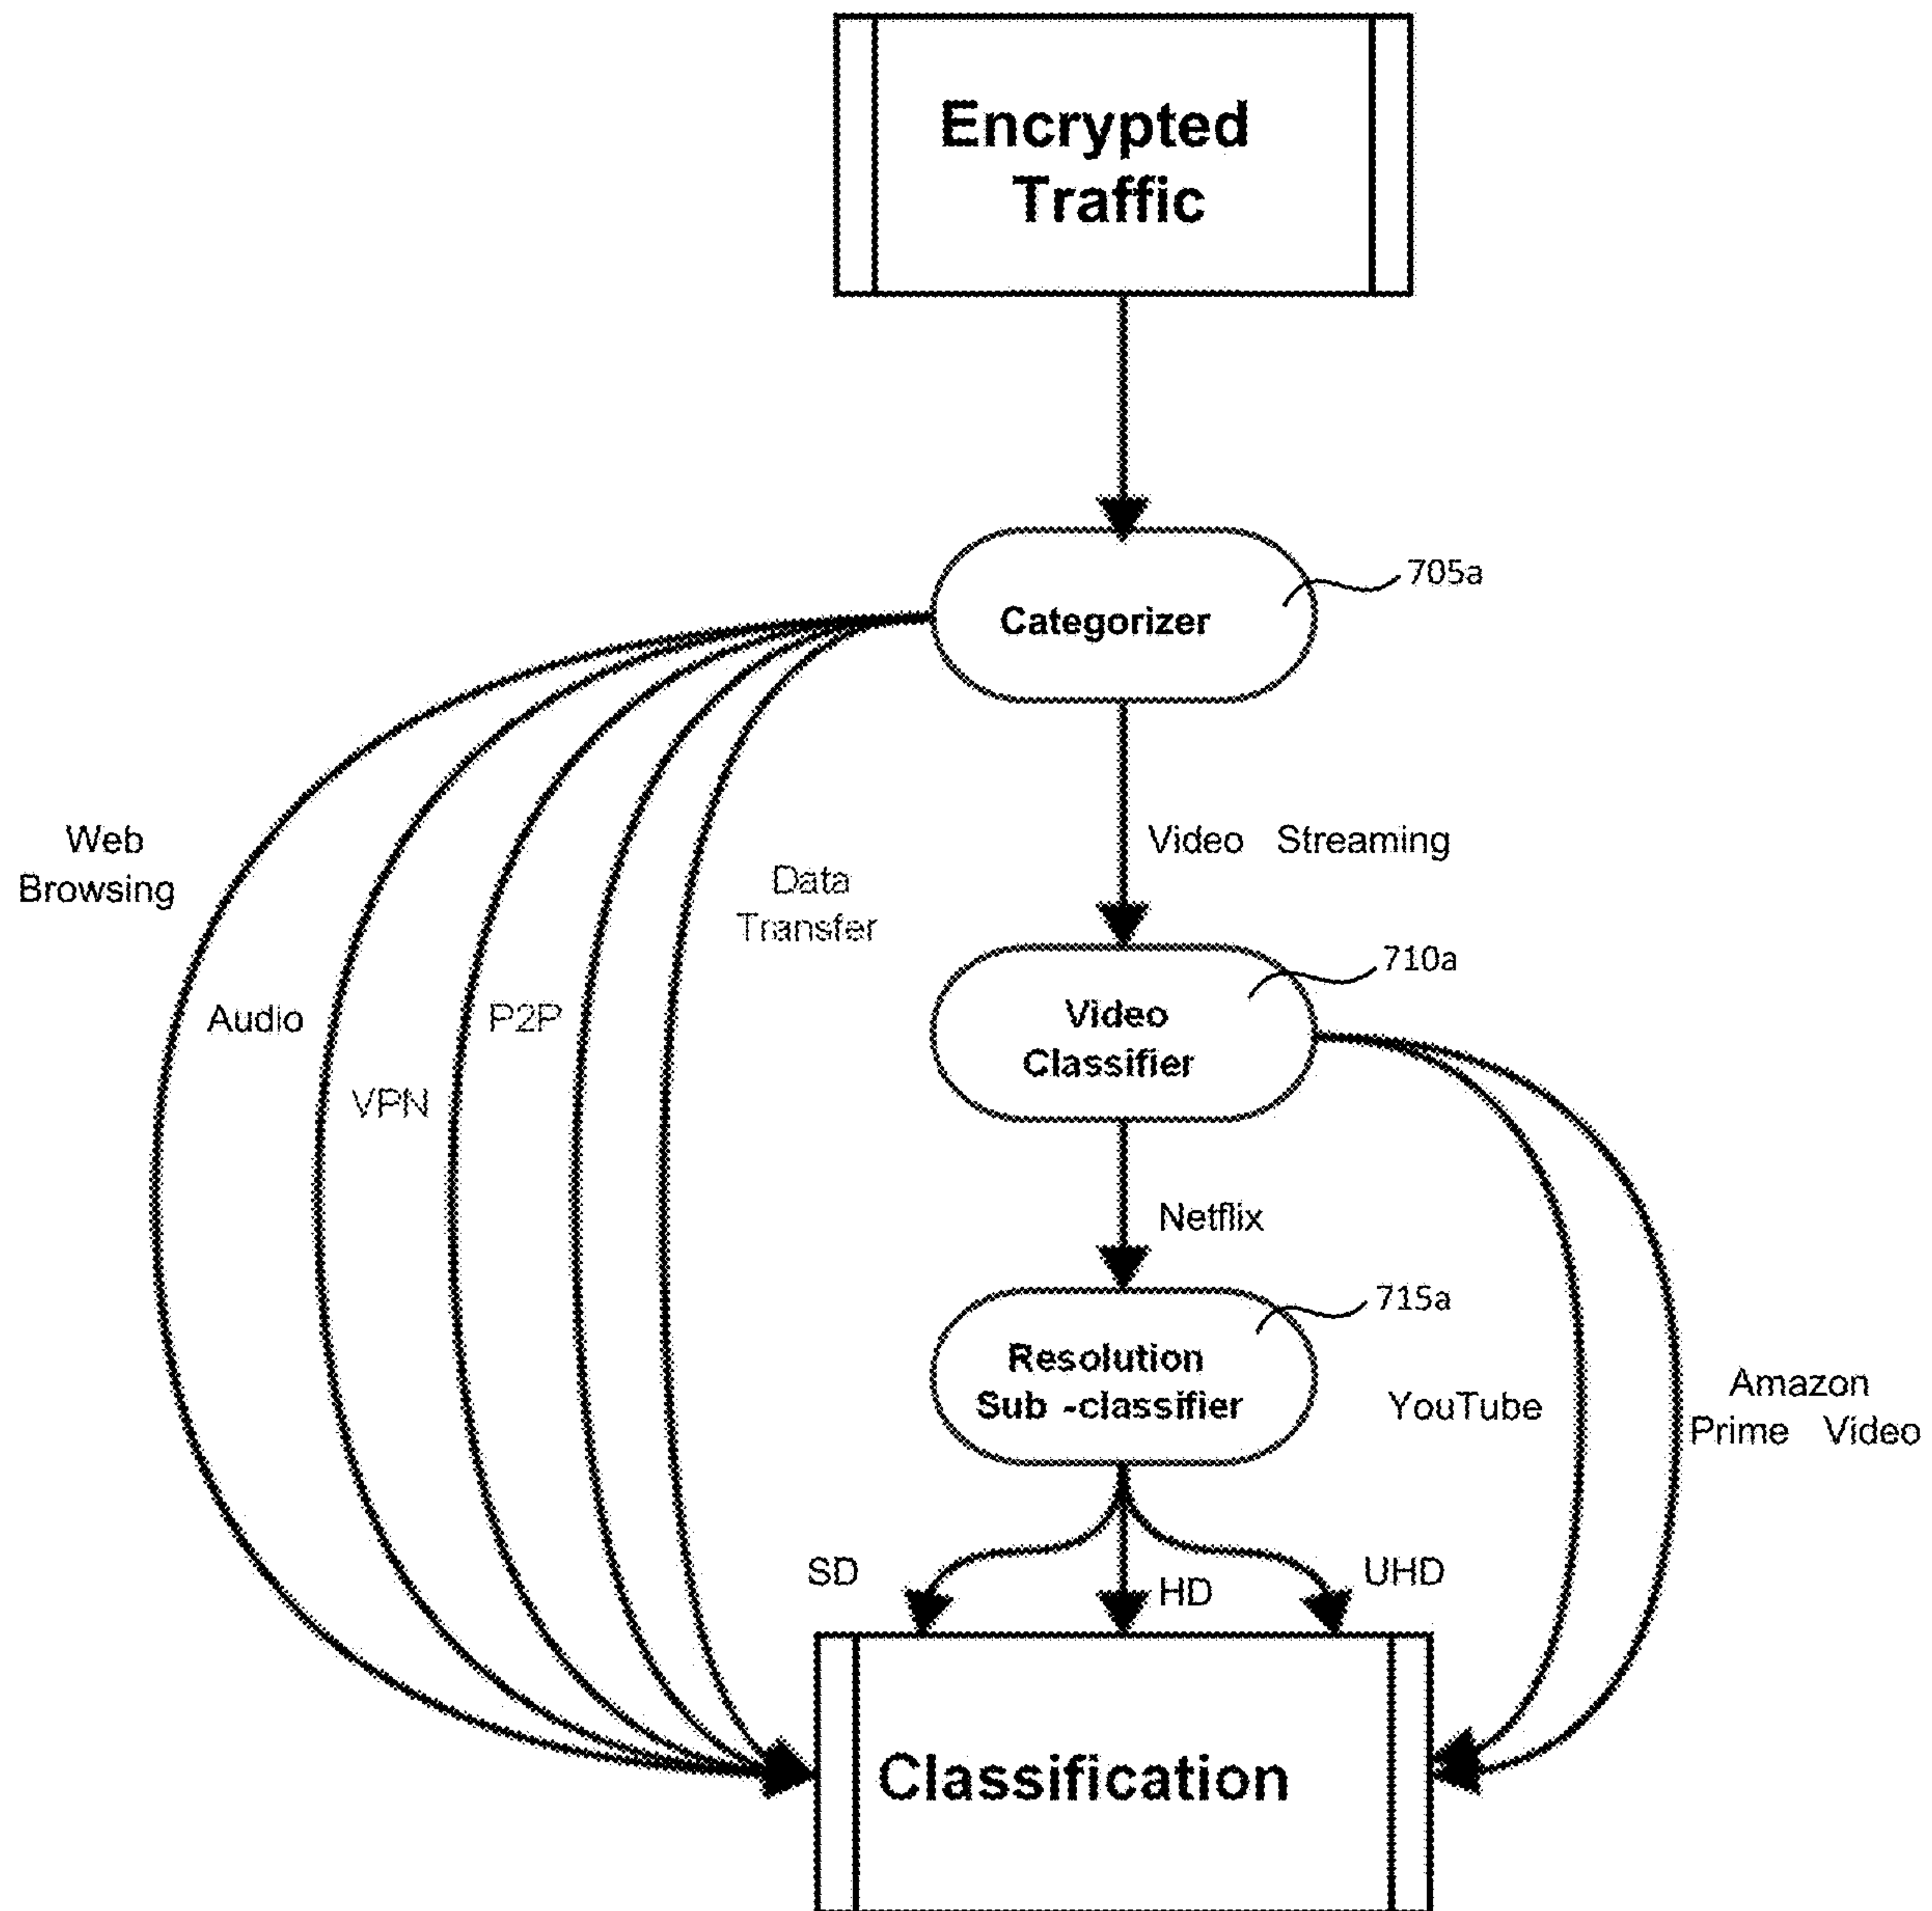 Encrypted
Traffic
Categorizer
705a
Web
Browsing
Audio
VPN
P2P
Data
Transfer
Video Streaming
710a
Video
Classifier
Netflix
715a
Resolution
Sub -classifier
YouTube
Amazon
Prime Video
SD
HD
UHD
Classification